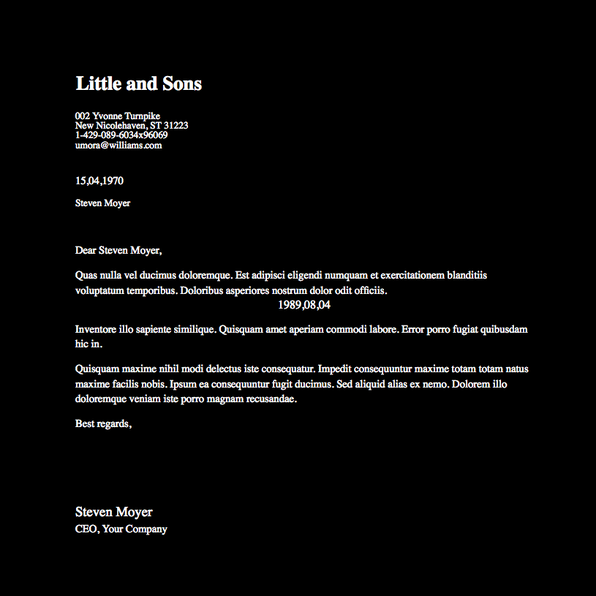 Little and Sons
002 Yvonne Turnpike
New Nicolehaven, ST 31223
1-429-089-6034x96069
umora@williams.com
15,04,1970
Steven Moyer
Dear Steven Moyer,
Quas nulla vel ducimus doloremque. Est adipisci eligendi numquam et exercitationem blanditiis
voluptatum temporibus. Doloribus asperiores nostrum dolor odit officiis.
1989,08,04
Inventore illo sapiente similique. Quisquam amet aperiam commodi labore. Error porro fugiat quibusdam
hic in.
Quisquam maxime nihil modi delectus iste consequatur. Impedit consequuntur maxime totam totam natus
maxime facilis nobis. Ipsum ea consequuntur fugit ducimus. Sed aliquid alias ex nemo. Dolorem illo
doloremque veniam iste porro magnam recusandae.
Best regards,
Steven Moyer
CEO, Your Company